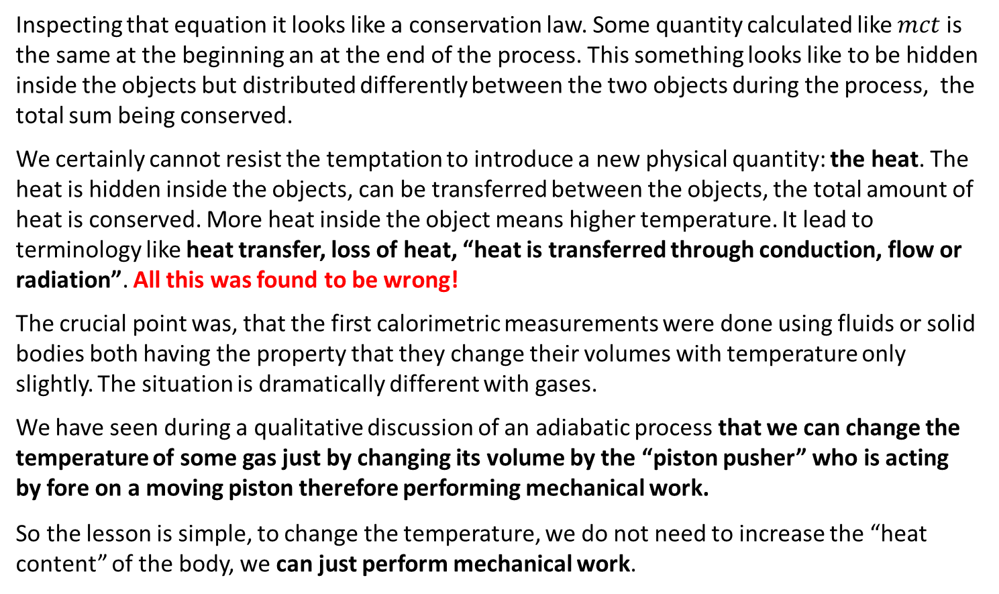 Inspecting that equation it looks like a conservation law. Some quantity calculated like 𝑚𝑐𝑡 is
the same at the beginning an at the end of the process. This something looks like to be hidden
inside the objects but distributed differently between the two objects during the process,  the
total sum being conserved.
We certainly cannot resist the temptation to introduce a new physical quantity: the heat. The
heat is hidden inside the objects, can be transferred between the objects, the total amount of
heat is conserved. More heat inside the object means higher temperature. It lead to
terminology like heat transfer, loss of heat, “heat is transferred through conduction, flow or
radiation”. All this was found to be wrong!
The crucial point was, that the first calorimetric measurements were done using fluids or solid
bodies both having the property that they change their volumes with temperature only
slightly. The situation is dramatically different with gases.
We have seen during a qualitative discussion of an adiabatic process that we can change the
temperature of some gas just by changing its volume by the “piston pusher” who is acting
by fore on a moving piston therefore performing mechanical work.
So the lesson is simple, to change the temperature, we do not need to increase the “heat
content” of the body, we can just perform mechanical work.